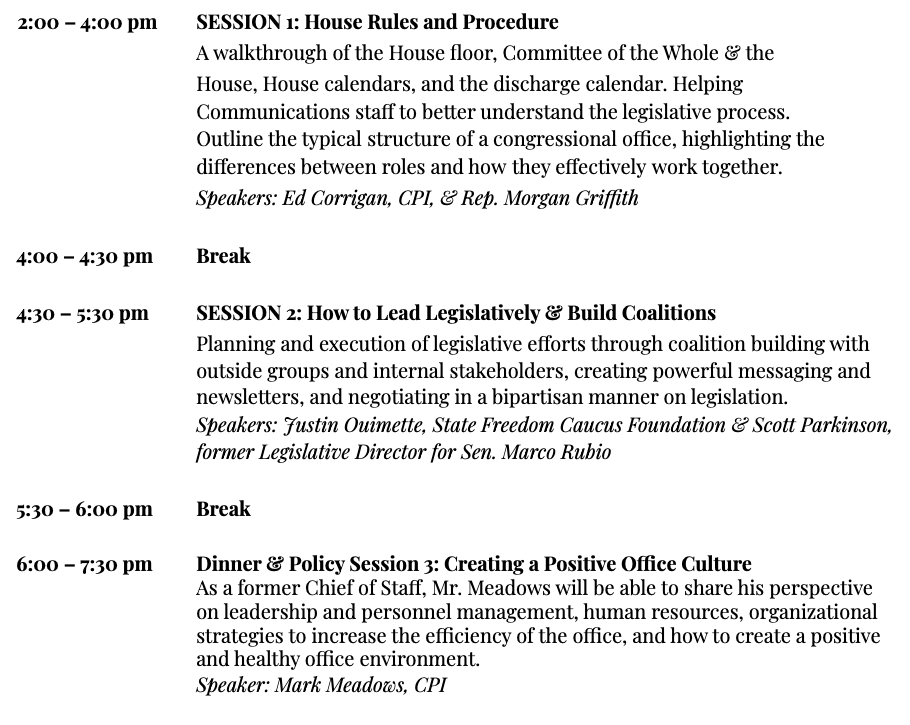 2:00 – 4:00 pm SESSION 1: House Rules and Procedure
A walkthrough of the House floor, Committee of the Whole & the
House, House calendars, and the discharge calendar. Helping
Communications staff to better understand the legislative process.
Outline the typical structure of a congressional office, highlighting the
differences between roles and how they effectively work together.
Speakers: Ed Corrigan, CPI, & Rep. Morgan Griffith
4:00 – 4:30 pm Break
4:30 – 5:30 pm SESSION 2: How to Lead Legislatively & Build Coalitions
Planning and execution of legislative efforts through coalition building with
outside groups and internal stakeholders, creating powerful messaging and
newsletters, and negotiating in a bipartisan manner on legislation.
Speakers: Justin Ouimette, State Freedom Caucus Foundation & Scott Parkinson,
former Legislative Director for Sen. Marco Rubio
5:30 – 6:00 pm Break
6:00 – 7:30 pm Dinner & Policy Session 3: Creating a Positive Office Culture
As a former Chief of Staff, Mr. Meadows will be able to share his perspective
on leadership and personnel management, human resources, organizational
strategies to increase the efficiency of the office, and how to create a positive
and healthy office environment.
Speaker: Mark Meadows, CPI